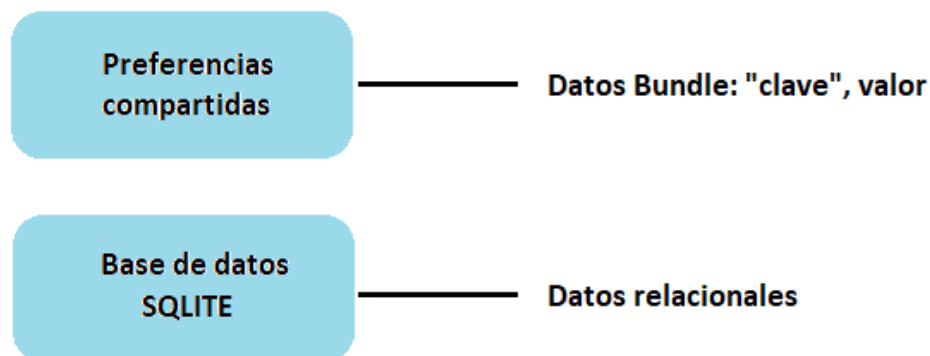 Preferencias
compartidas
Datos Bundle: "clave", valor
Base de datos
SQLITE
Datos relacionales